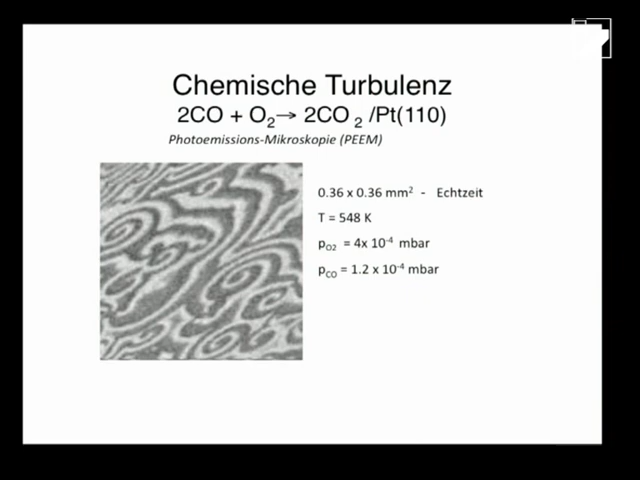 Chemische Turbulenz
2CO + O₂→ 2CO ₂ /Pt(110)
Photoemissions-Mikroskopie (PEEM)
0.36 x 0.36 mm² - Echtzeit
T = 548 K
pO2 = 4x 10⁻⁴ mbar
pCO = 1.2 x 10⁻⁴ mbar